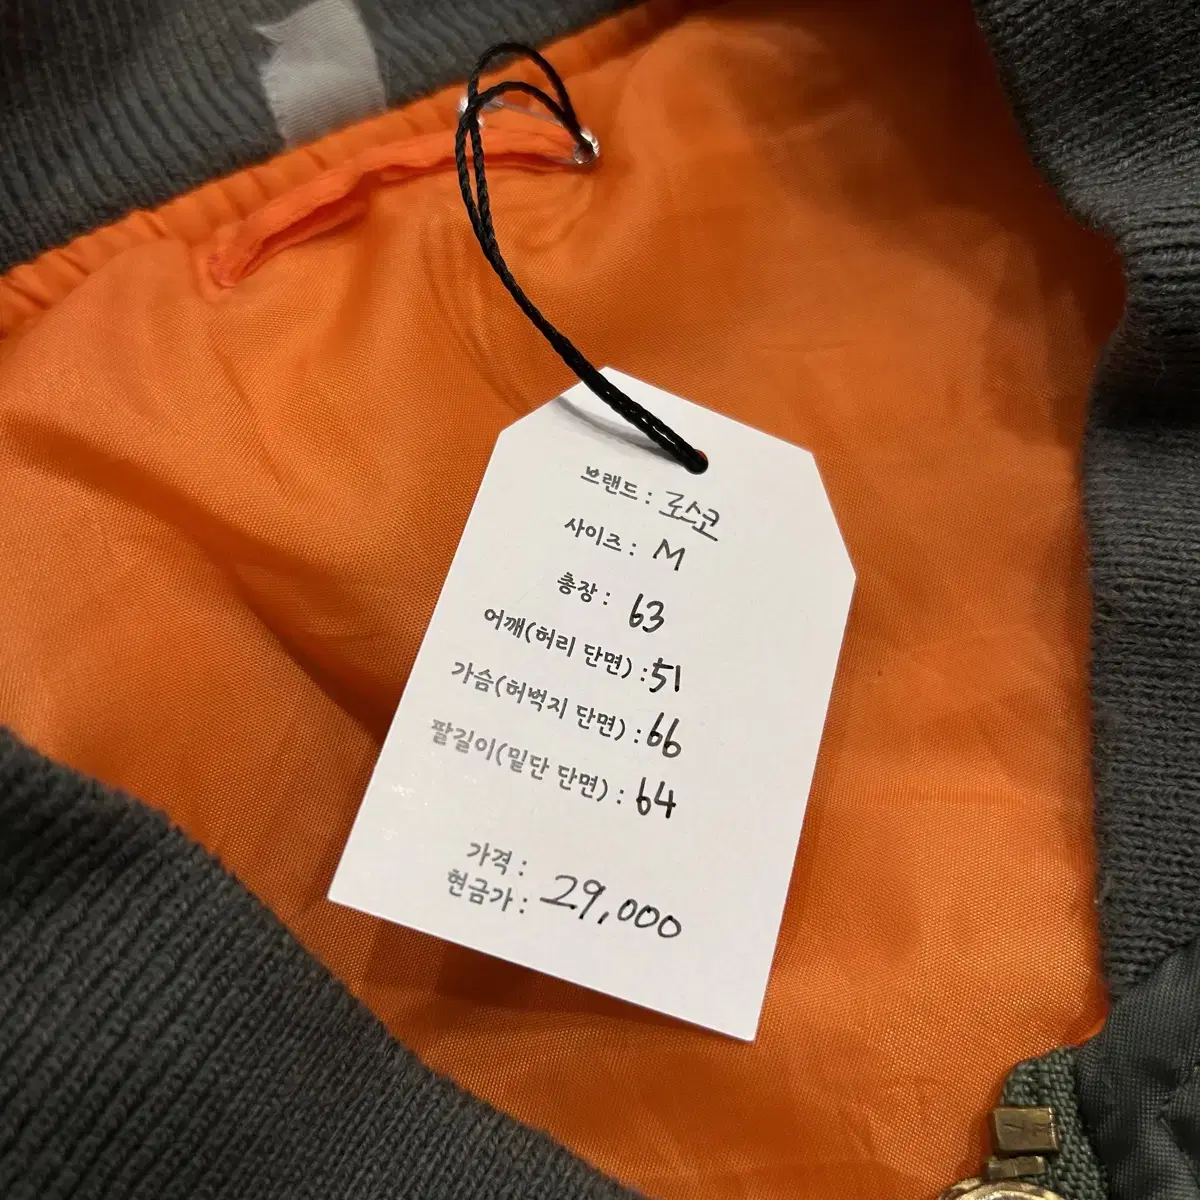 브랜드 : 로스코
사이즈 : M
총장 : 63
어깨(허리 단면) : 51
가슴(허벅지 단면) : 66
팔길이(밑단 단면) : 64
가격 :
현금가 : 29,000